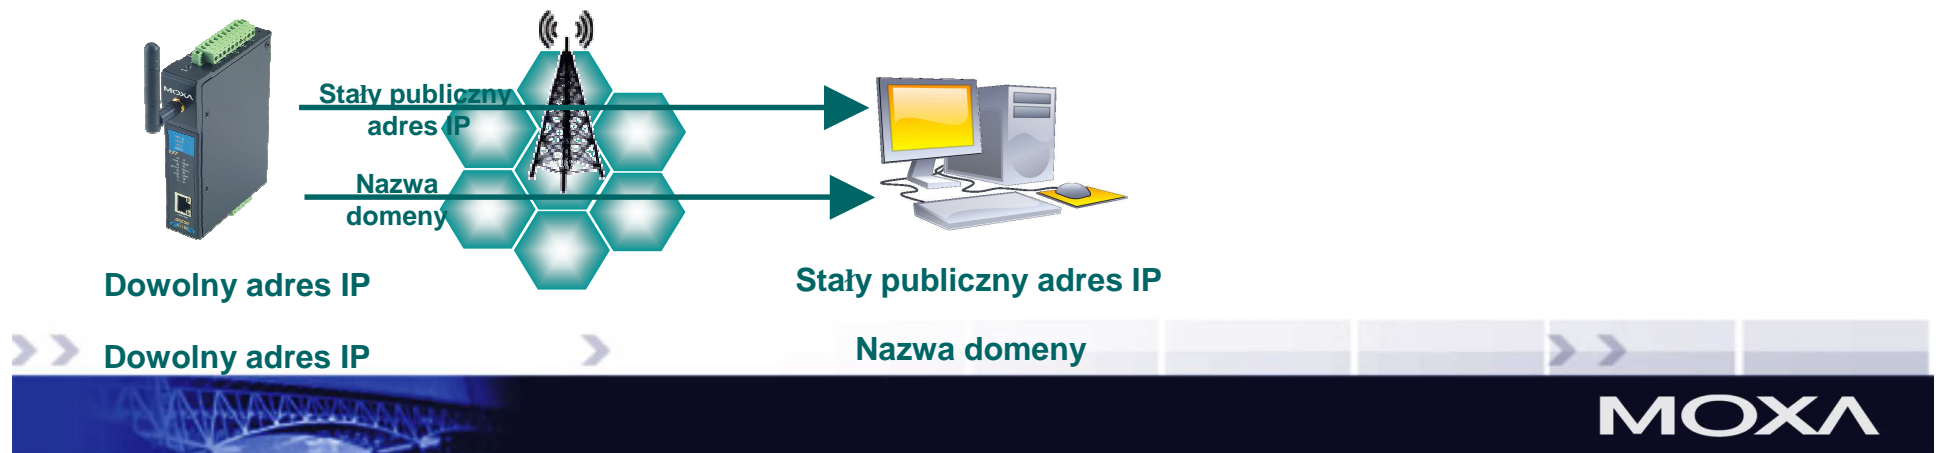 MOXA
Stały publiczny
adres IP
Nazwa
domeny
Dowolny adres IP
Stały publiczny adres IP
Dowolny adres IP
Nazwa domeny
MOXA